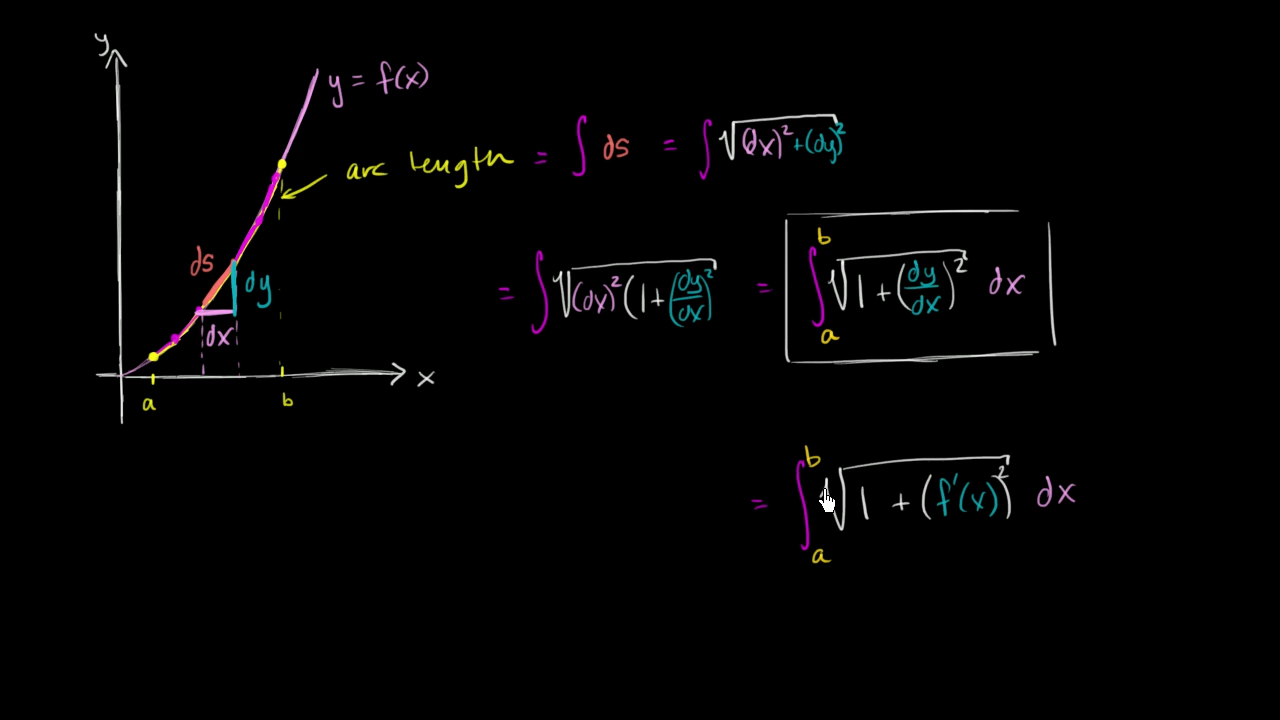 y
y = f(x)
arc length = ∫ ds = ∫ √(dx)² + (dy)²
ds
dy
dx
a
b
x
= ∫ √(dx)² (1 + (dy/dx)²
= ∫ₐᵇ √1 + (dy/dx)² dx
= ∫ₐᵇ √1 + (f'(x))² dx